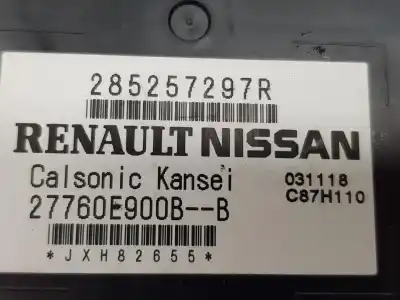 285257297R
RENAULT NISSAN
Calsonic Kansei 031118
C87H110
27760E900B--B
*JXH82655*